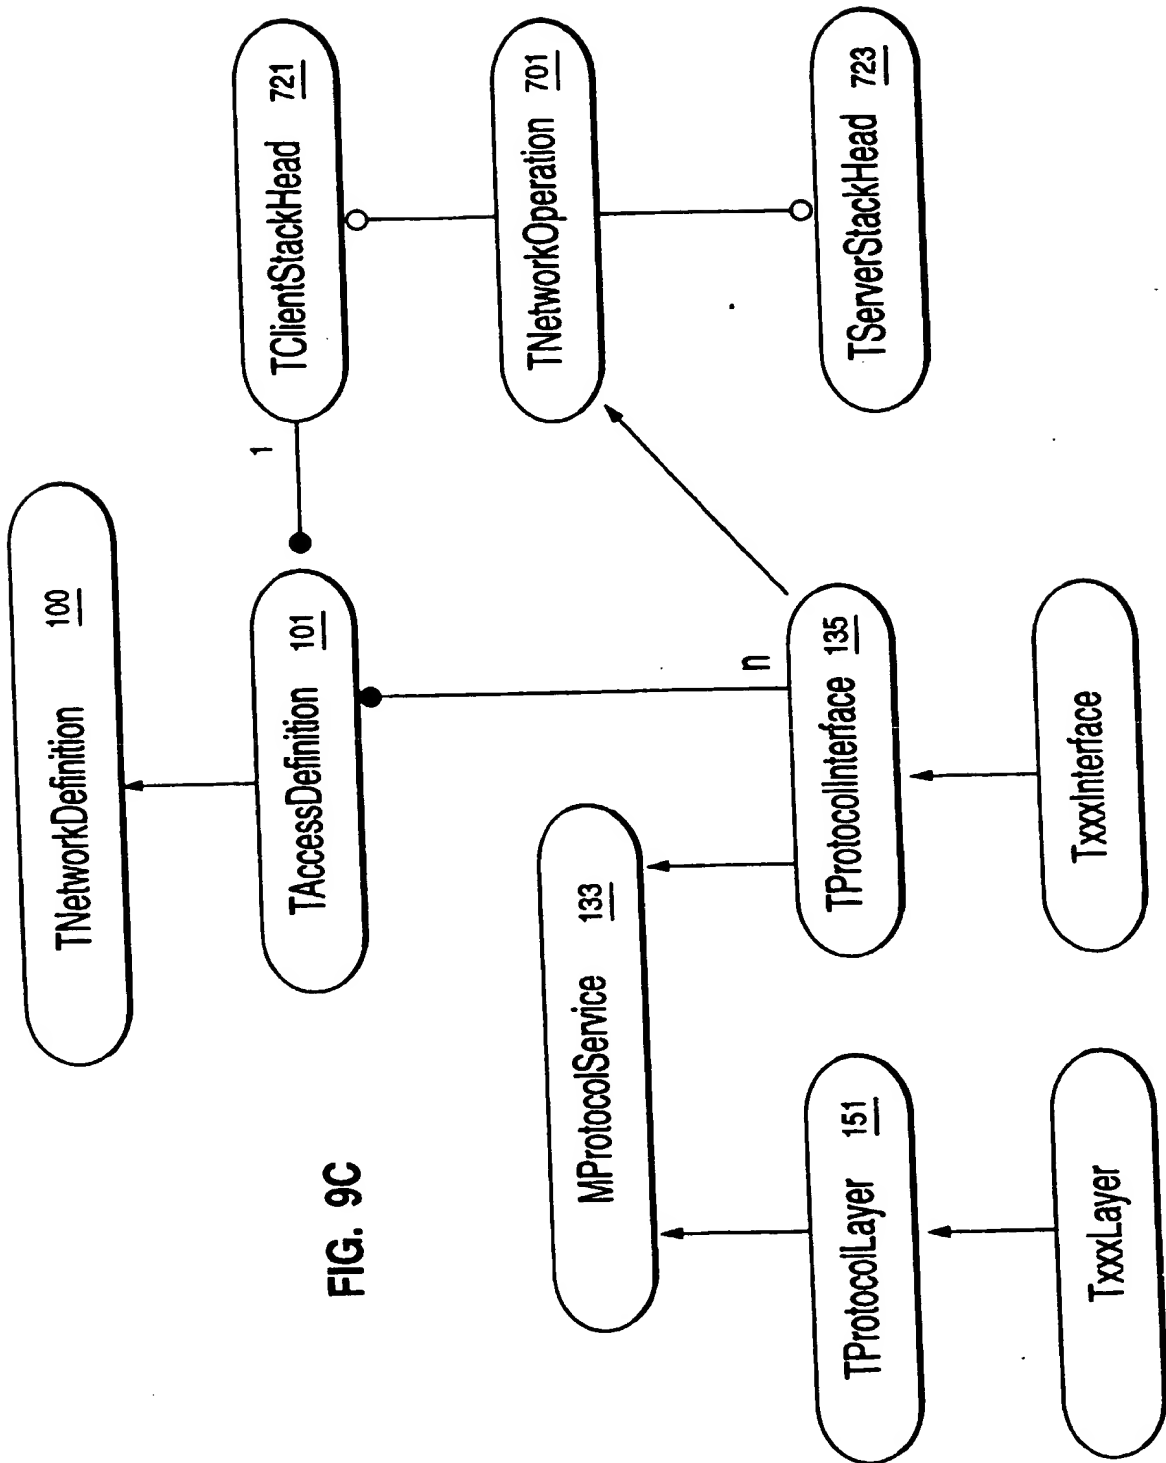 TNetworkDefinition 100
TAccessDefinition 101
1
TClientStackHead 721
TNetworkOperation 701
TServerStackHead 723
MProtocolService 133
n
TProtocolInterface 135
TxxxInterface
TProtocolLayer 151
TxxxLayer
FIG. 9C